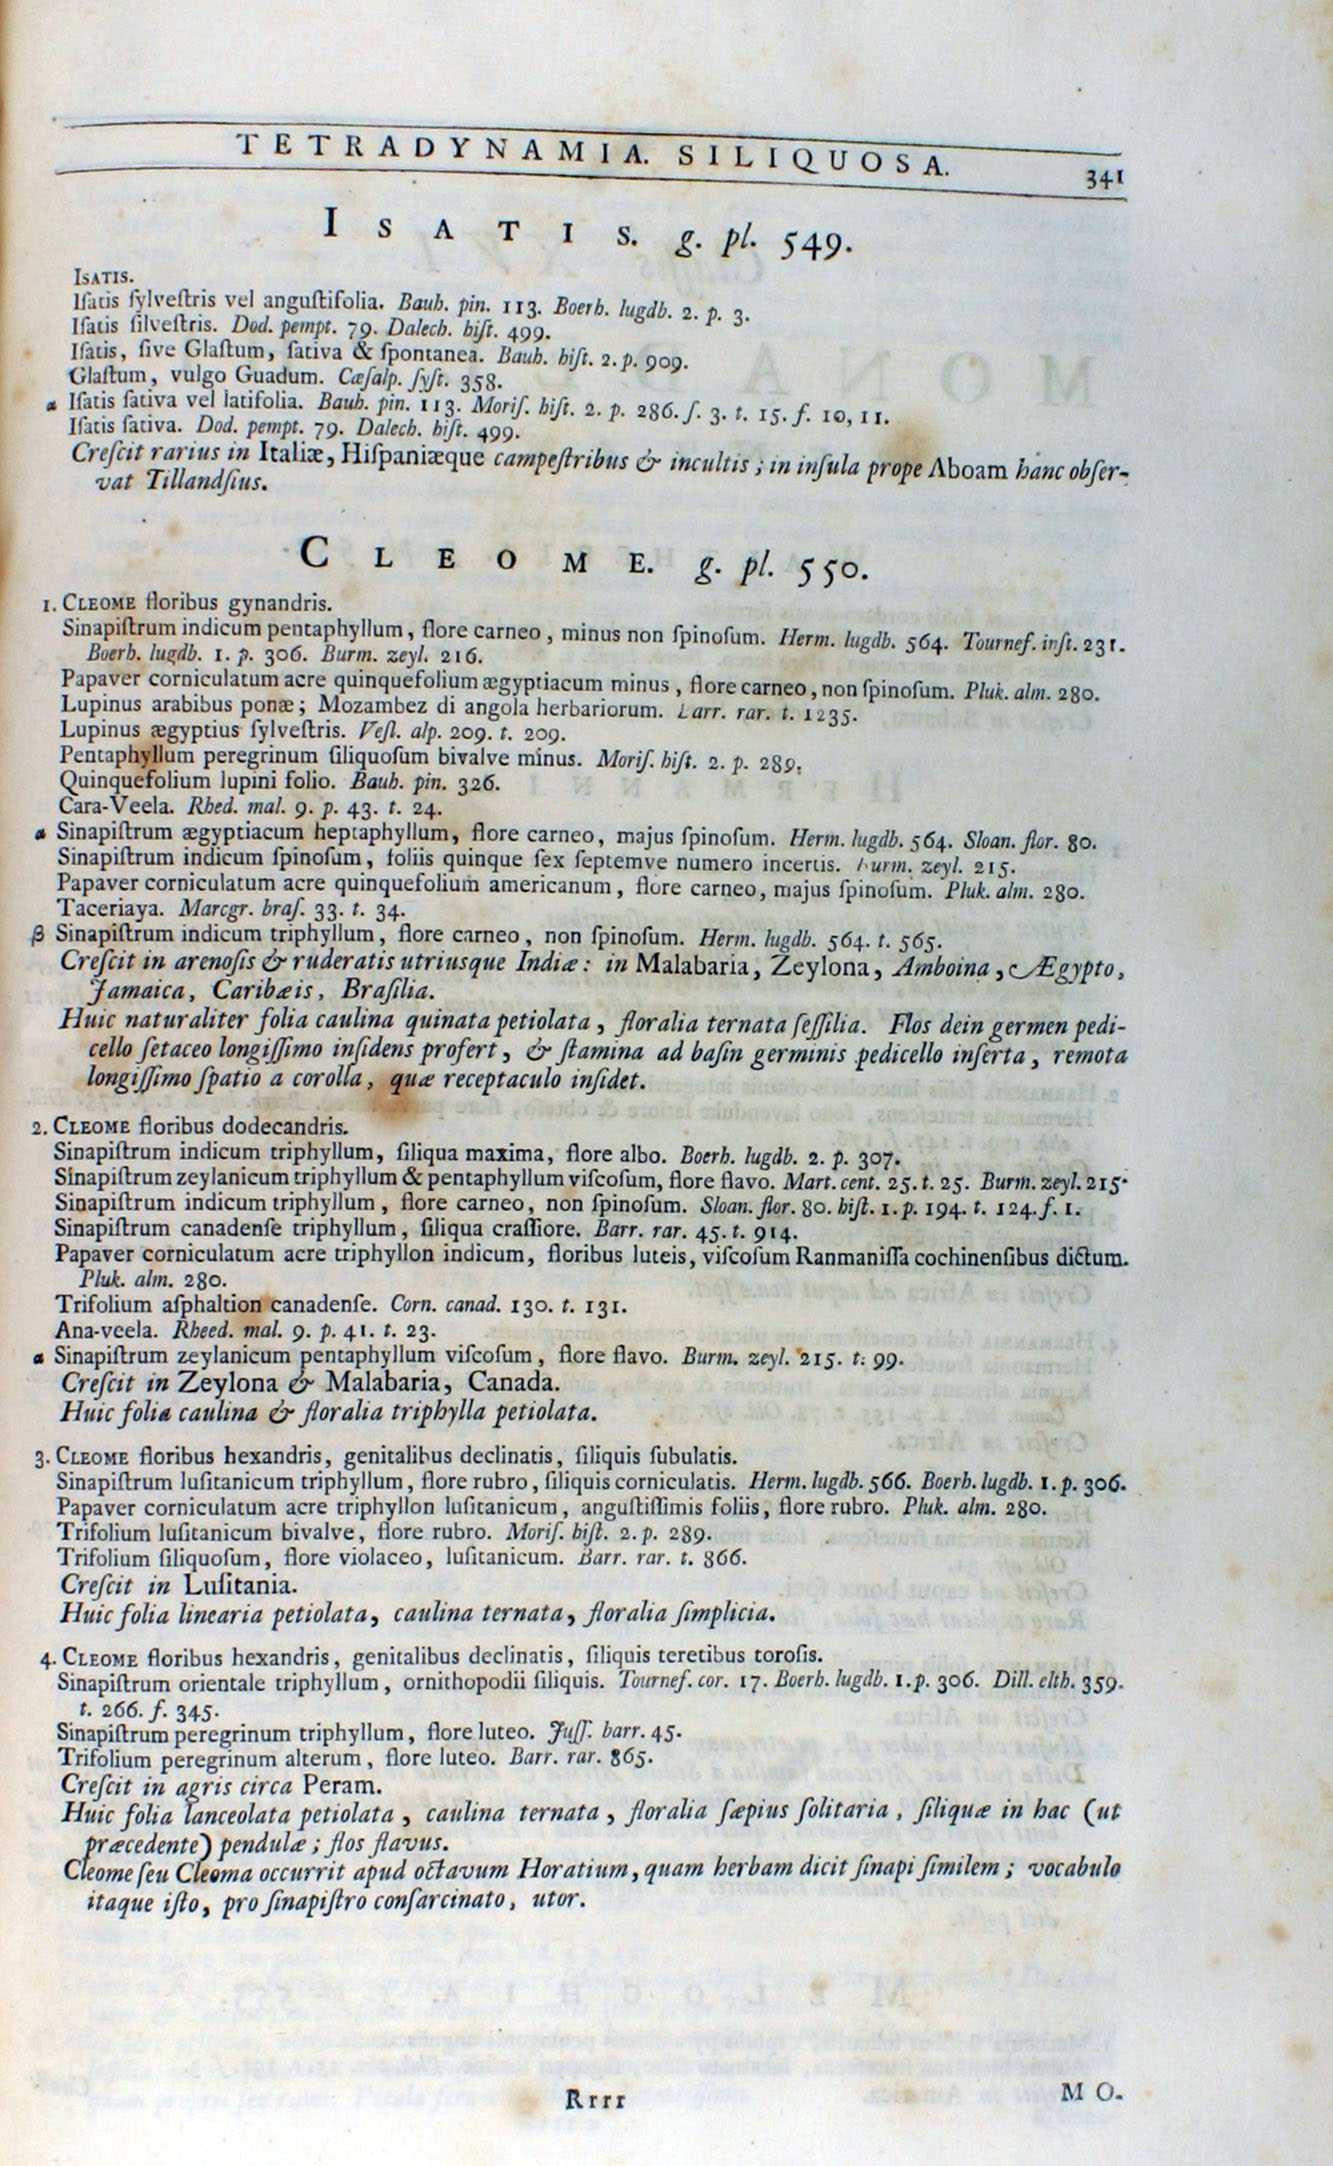 TETRADYNAMIA. SILIQUOSA. 341
ISATIS. g. pl. 549.
ISATIS.
Iſatis ſylveſtris vel anguſtifolia. Bauh. pin. 113. Boerh. lugdb. 2. p. 3.
Iſatis ſilveſtris. Dod. pempt. 79. Dalech. hiſt. 499.
Iſatis, ſive Glaſtum, ſativa & ſpontanea. Bauh. hiſt. 2. p. 909.
Glaſtum, vulgo Guadum. Cæſalp. ſyſt. 358.
α Iſatis ſativa vel latifolia. Bauh. pin. 113. Moriſ. hiſt. 2. p. 286. ſ. 3. t. 15. f. 10, 11.
Iſatis ſativa. Dod. pempt. 79. Dalech. hiſt. 499.
Creſcit rarius in Italiæ, Hiſpaniæque campeſtribus & incultis; in inſula prope Aboam hanc obſer-
vat Tillandſius.
CLEOME. g. pl. 550.
1. CLEOME floribus gynandris.
Sinapiſtrum indicum pentaphyllum, flore carneo, minus non ſpinoſum. Herm. lugdb. 564. Tournef. inſt. 231.
Boerh. lugdb. 1. p. 306. Burm. zeyl. 216.
Papaver corniculatum acre quinquefolium ægyptiacum minus, flore carneo, non ſpinoſum. Pluk. alm. 280.
Lupinus arabibus ponæ; Mozambez di angola herbariorum. Barr. rar. t. 1235.
Lupinus ægyptius ſylveſtris. Veſl. alp. 209. t. 209.
Pentaphyllum peregrinum ſiliquoſum bivalve minus. Moriſ. hiſt. 2. p. 289.
Quinquefolium lupini folio. Bauh. pin. 326.
Cara-Veela. Rhed. mal. 9. p. 43. t. 24.
α Sinapiſtrum ægyptiacum heptaphyllum, flore carneo, majus ſpinoſum. Herm. lugdb. 564. Sloan. flor. 80.
Sinapiſtrum indicum ſpinoſum, foliis quinque ſex ſeptemve numero incertis. Burm. zeyl. 215.
Papaver corniculatum acre quinquefolium americanum, flore carneo, majus ſpinoſum. Pluk. alm. 280.
Taceriaya. Marcgr. braſ. 33. t. 34.
β Sinapiſtrum indicum triphyllum, flore carneo, non ſpinoſum. Herm. lugdb. 564. t. 565.
Creſcit in arenoſis & ruderatis utriusque Indiæ: in Malabaria, Zeylona, Amboina, Ægypto,
Jamaica, Caribæis, Braſilia.
Huic naturaliter folia caulina quinata petiolata, floralia ternata ſeſſilia. Flos dein germen pedi-
cello ſetaceo longiſſimo inſidens profert, & ſtamina ad baſin germinis pedicello inſerta, remota
longiſſimo ſpatio a corolla, quæ receptaculo inſidet.
2. CLEOME floribus dodecandris.
Sinapiſtrum indicum triphyllum, ſiliqua maxima, flore albo. Boerh. lugdb. 2. p. 307.
Sinapiſtrum zeylanicum triphyllum & pentaphyllum viſcoſum, flore flavo. Mart. cent. 25. t. 25. Burm. zeyl. 215.
Sinapiſtrum indicum triphyllum, flore carneo, non ſpinoſum. Sloan. flor. 80. hiſt. 1. p. 194. t. 124. f. 1.
Sinapiſtrum canadenſe triphyllum, ſiliqua craſſiore. Barr. rar. 45. t. 914.
Papaver corniculatum acre triphyllon indicum, floribus luteis, viſcoſum Ranmaniſſa cochinenſibus dictum.
Pluk. alm. 280.
Trifolium aſphaltion canadenſe. Corn. canad. 130. t. 131.
Ana-veela. Rheed. mal. 9. p. 41. t. 23.
α Sinapiſtrum zeylanicum pentaphyllum viſcoſum, flore flavo. Burm. zeyl. 215. t. 99.
Creſcit in Zeylona & Malabaria, Canada.
Huic folia caulina & floralia triphylla petiolata.
3. CLEOME floribus hexandris, genitalibus declinatis, ſiliquis ſubulatis.
Sinapiſtrum luſitanicum triphyllum, flore rubro, ſiliquis corniculatis. Herm. lugdb. 566. Boerh. lugdb. 1. p. 306.
Papaver corniculatum acre triphyllon luſitanicum, anguſtiſſimis foliis, flore rubro. Pluk. alm. 280.
Trifolium luſitanicum bivalve, flore rubro. Moriſ. hiſt. 2. p. 289.
Trifolium ſiliquoſum, flore violaceo, luſitanicum. Barr. rar. t. 866.
Creſcit in Luſitania.
Huic folia linearia petiolata, caulina ternata, floralia ſimplicia.
4. CLEOME floribus hexandris, genitalibus declinatis, ſiliquis teretibus toroſis.
Sinapiſtrum orientale triphyllum, ornithopodii ſiliquis. Tournef. cor. 17. Boerh. lugdb. 1. p. 306. Dill. elth. 359.
t. 266. f. 345.
Sinapiſtrum peregrinum triphyllum, flore luteo. Juſſ. barr. 45.
Trifolium peregrinum alterum, flore luteo. Barr. rar. 865.
Creſcit in agris circa Peram.
Huic folia lanceolata petiolata, caulina ternata, floralia ſæpius ſolitaria, ſiliquæ in hac (ut
præcedente) pendulæ; flos flavus.
Cleome ſeu Cleoma occurrit apud octavum Horatium, quam herbam dicit ſinapi ſimilem; vocabulo
itaque iſto, pro ſinapiſtro conſarcinato, utor.
Rrrr
MO-